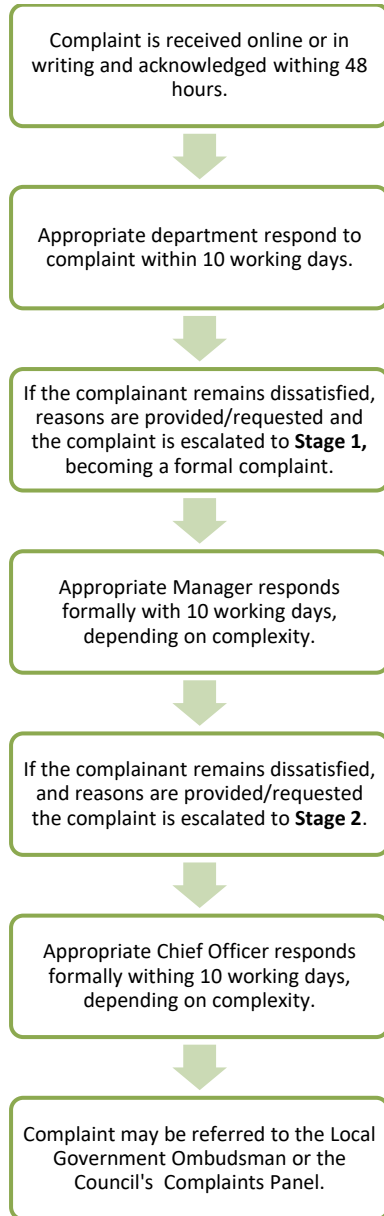 Complaint is received online or in
writing and acknowledged withing 48
hours.
Appropriate department respond to
complaint within 10 working days.
If the complainant remains dissatisfied,
reasons are provided/requested and
the complaint is escalated to Stage 1,
becoming a formal complaint.
Appropriate Manager responds
formally with 10 working days,
depending on complexity.
If the complainant remains dissatisfied,
and reasons are provided/requested
the complaint is escalated to Stage 2.
Appropriate Chief Officer responds
formally withing 10 working days,
depending on complexity.
Complaint may be referred to the Local
Government Ombudsman or the
Council's Complaints Panel.